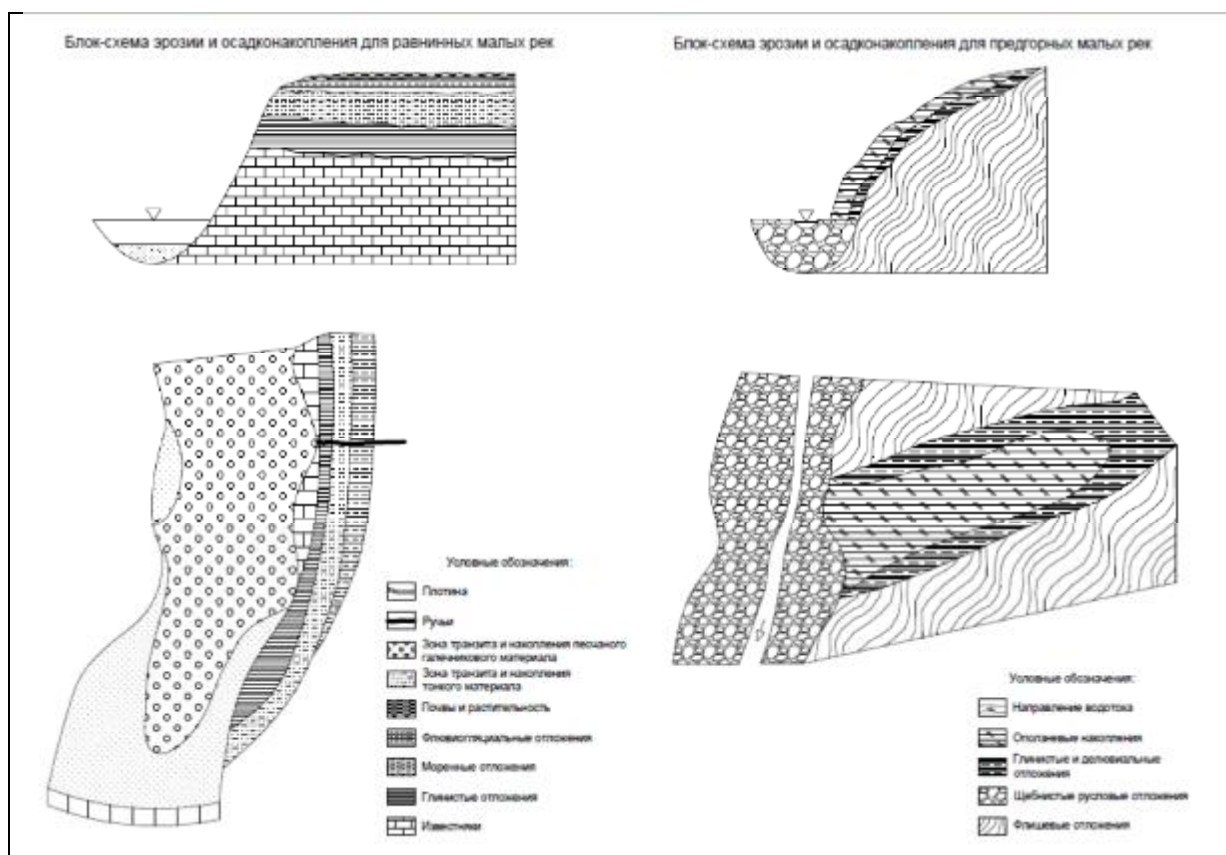 Блок-схема эрозии и осадконакопления для равнинных малых рек
Блок-схема эрозии и осадконакопления для предгорных малых рек
Условные обозначения:
Плотина
Ручьи
Зона транзита и накопления песчаного
галечникового материала
Зона транзита и накопления
тонкого материала
Почвы и растительность
Флювиогляциальные отложения
Моренные отложения
Глинистые отложения
Известняки
Условные обозначения:
Направление водотока
Оползневые накопления
Глинистые и делювиальные
отложения
Щебнистые русловые отложения
Флишевые отложения